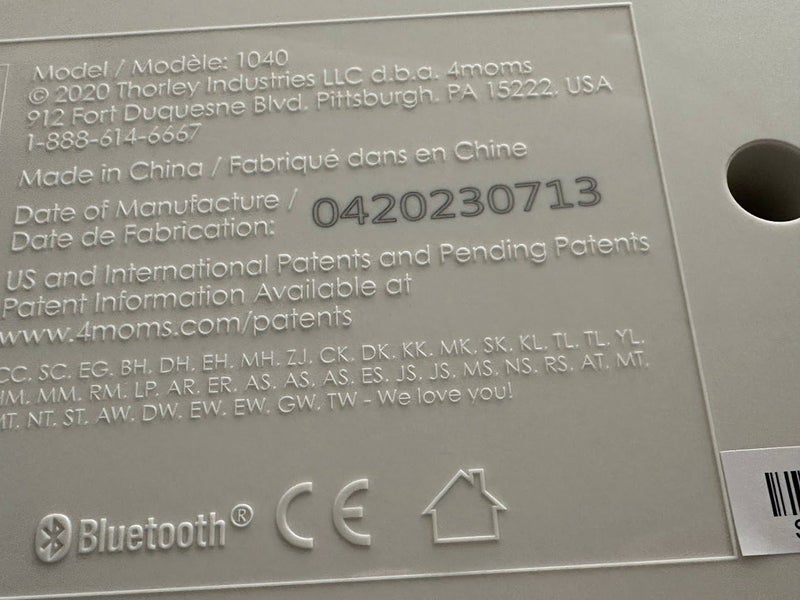 Model / Modèle: 1040
© 2020 Thorley Industries LLC d.b.a. 4moms
912 Fort Duquesne Blvd. Pittsburgh, PA 15222, USA
1-888-614-6667
Made in China / Fabriqué dans en Chine
Date of Manufacture /
Date de Fabrication:
0420230713
US and International Patents and Pending Patents
Patent Information Available at
www.4moms.com/patents
CC, SC, EG, BH, DH, EH, MH, ZJ, CK, DK, KK, MK, SK, KL, TL, TL, YL,
HM, MM, RM, LP, AR, ER, AS, AS, AS, ES, JS, JS, MS, NS, RS, AT, MT,
MT, NT, ST, AW, DW, EW, EW, GW, TW - We love you!
Bluetooth®
CE